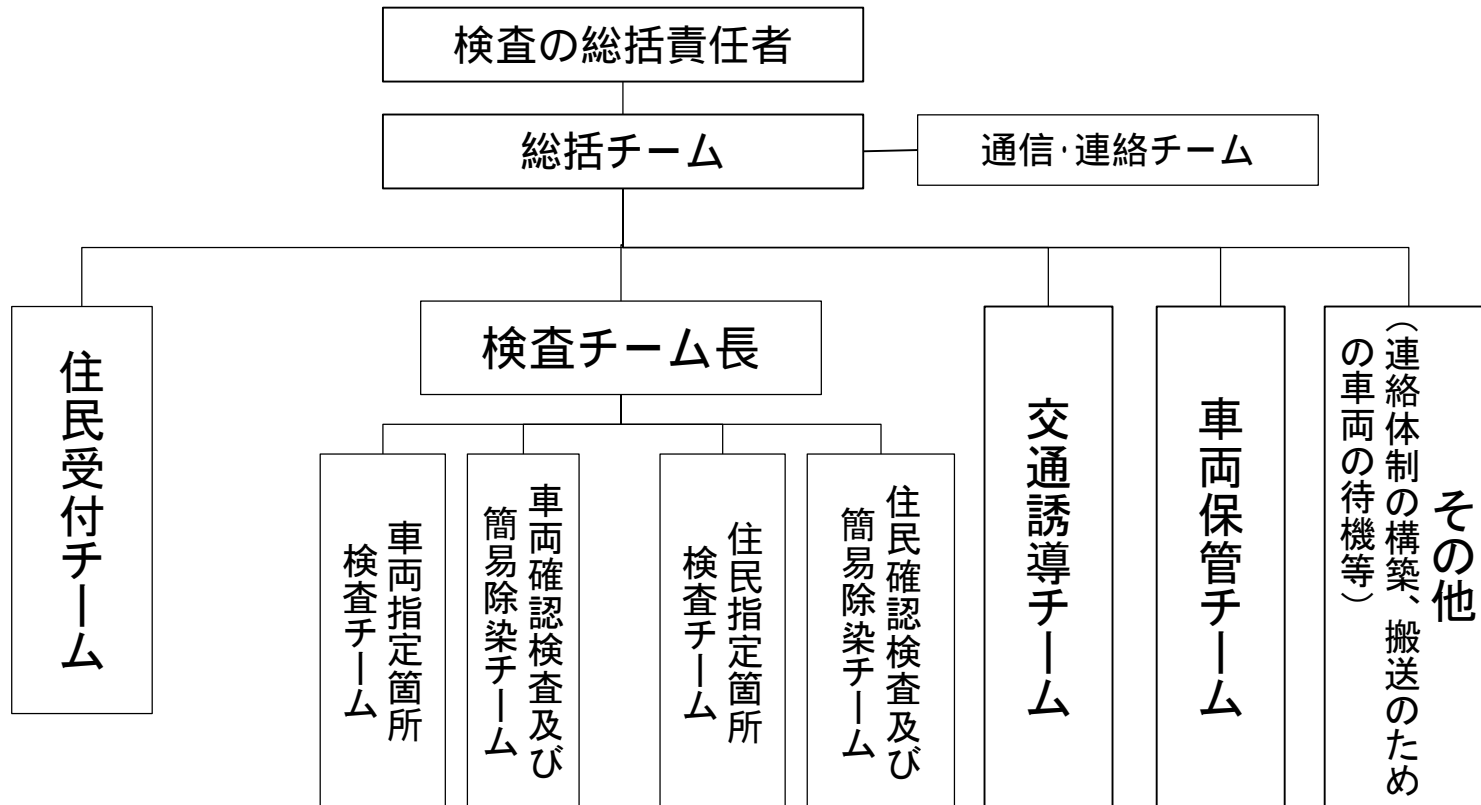 検査の総括責任者
総括チーム
通信・連絡チーム
住民受付チーム
検査チーム長
車両指定箇所
検査チーム
車両確認検査及び
簡易除染チーム
住民指定箇所
検査チーム
住民確認検査及び
簡易除染チーム
交通誘導チーム
車両保管チーム
その他
（連絡体制の構築、搬送のため
の車両の待機等）